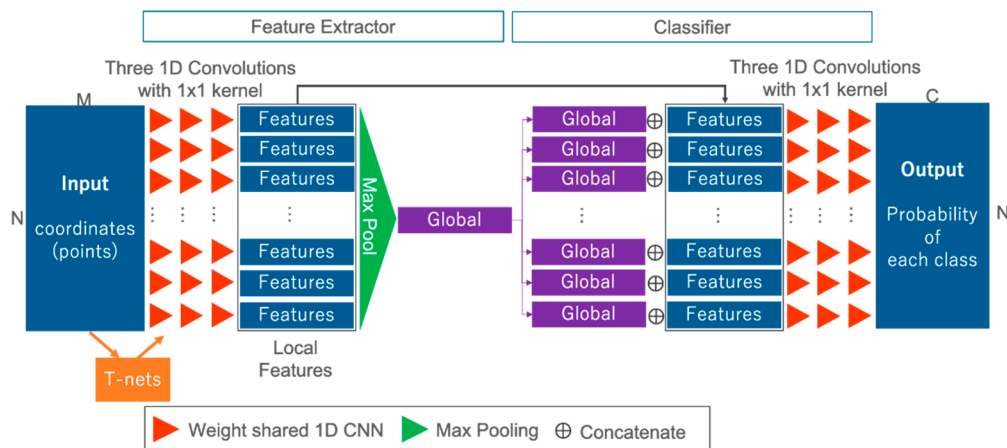 Feature Extractor
Classifier
Three 1D Convolutions
with 1x1 kernel
Three 1D Convolutions
with 1x1 kernel
M
C
N
Input
coordinates
(points)
Features
Features
Features
Features
Features
Features
Local
Features
Max Pool
Global
Global
Global
Global
Global
Global
Global
Features
Features
Features
Features
Features
Features
Output
Probability
of
each class
N
T-nets
Weight shared 1D CNN
Max Pooling
Concatenate